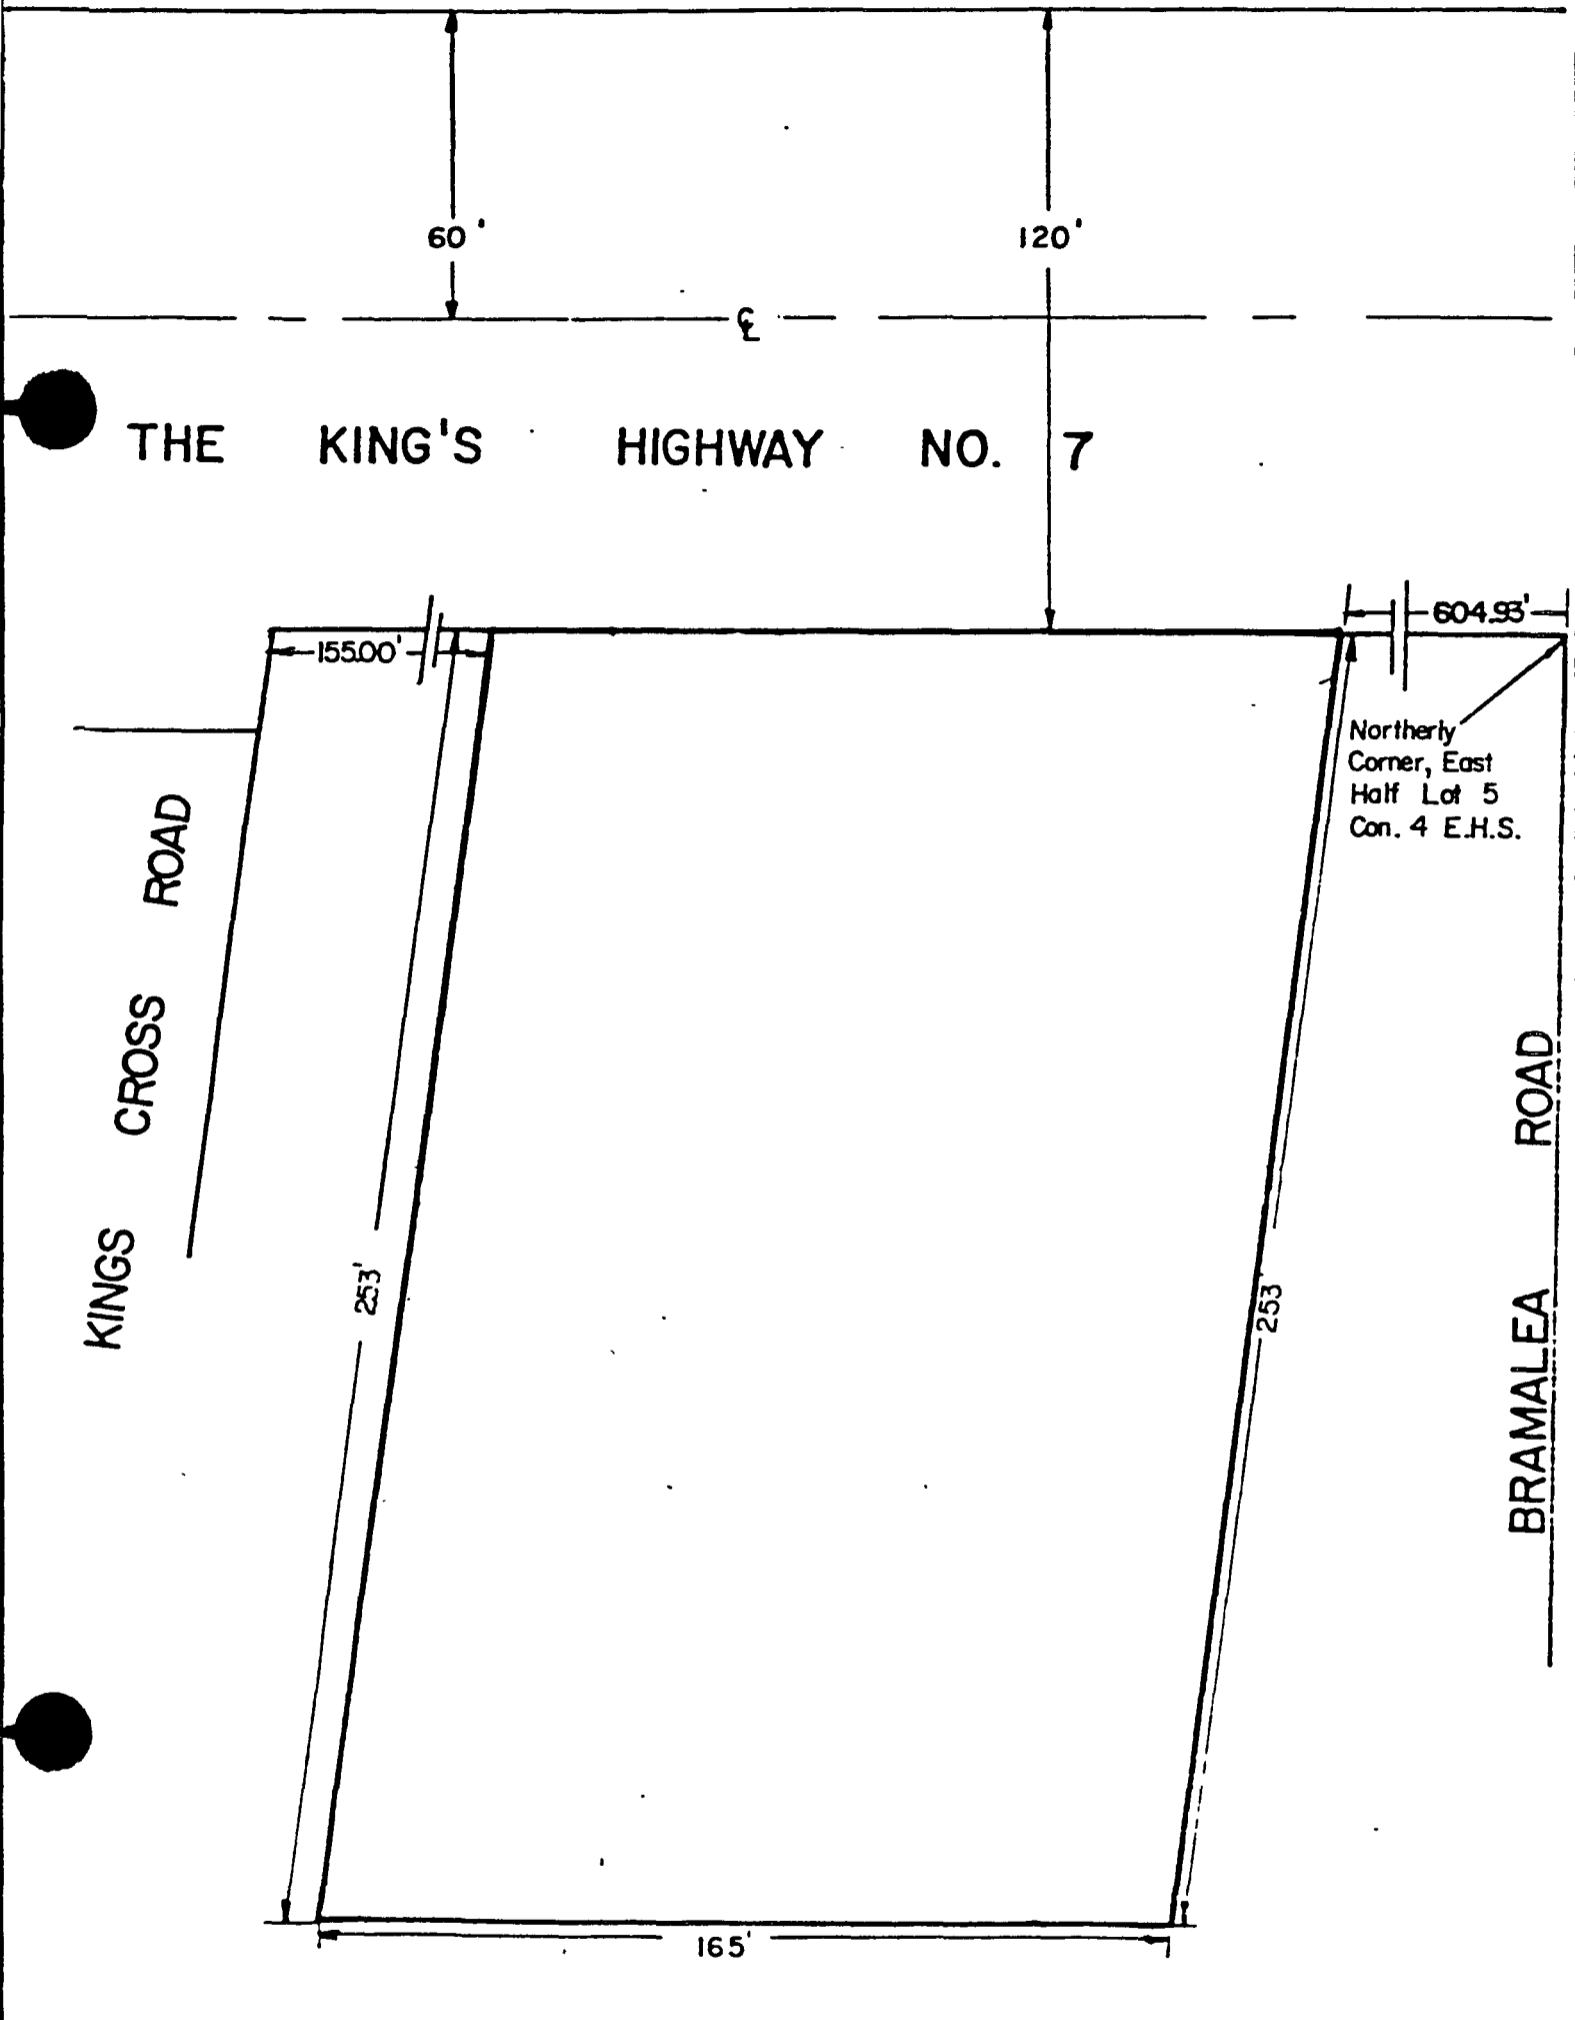 60'
120'
℄
THE KING'S HIGHWAY NO. 7
604.93'
155.00'
Northerly
Corner, East
Half Lot 5
Con. 4 E.H.S.
KINGS CROSS ROAD
253'
253'
BRAMALEA ROAD
165'